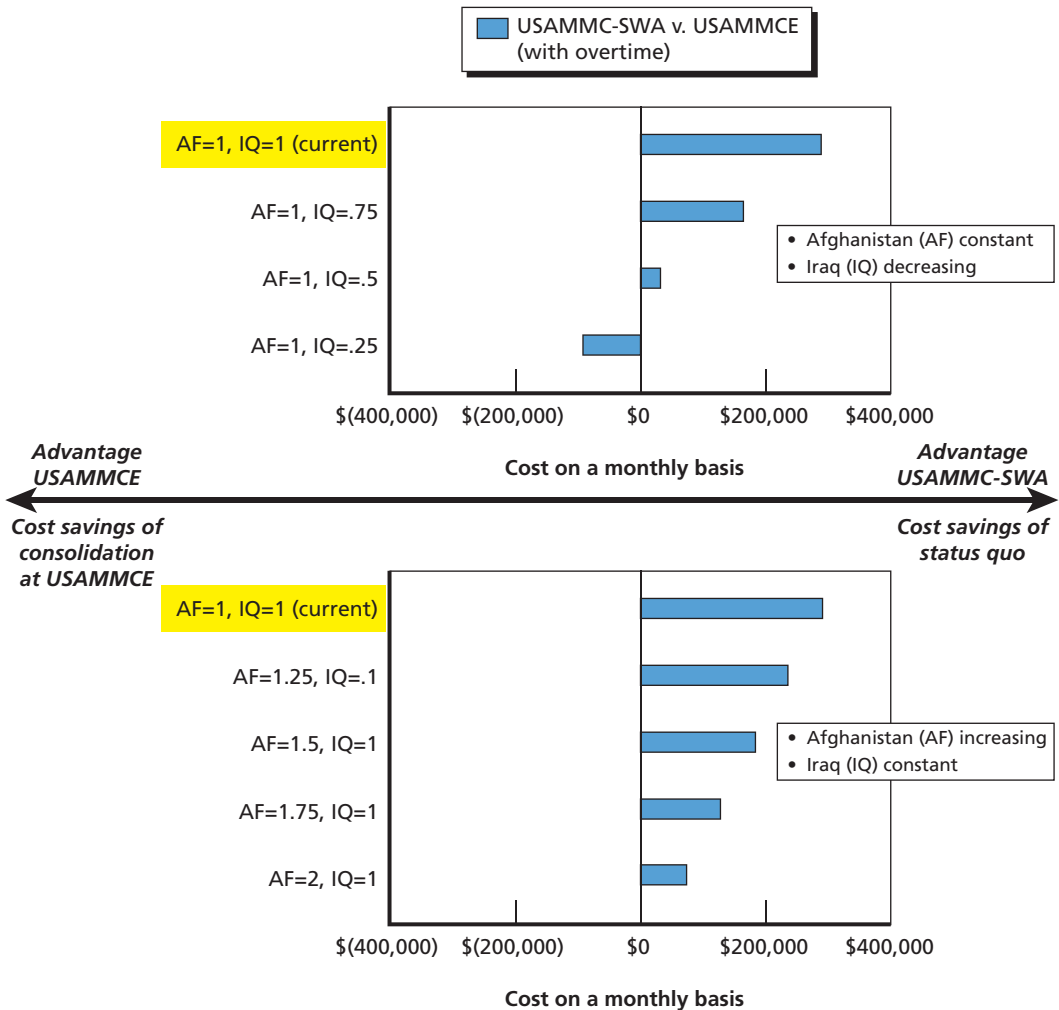 USAMMC-SWA v. USAMMCE
(with overtime)
AF=1, IQ=1 (current)
AF=1, IQ=.75
AF=1, IQ=.5
AF=1, IQ=.25
• Afghanistan (AF) constant
• Iraq (IQ) decreasing
$(400,000) $(200,000) $0 $200,000 $400,000
Cost on a monthly basis
Advantage
USAMMCE
Advantage
USAMMC-SWA
Cost savings of
consolidation
at USAMMCE
Cost savings of
status quo
AF=1, IQ=1 (current)
AF=1.25, IQ=.1
AF=1.5, IQ=1
AF=1.75, IQ=1
AF=2, IQ=1
• Afghanistan (AF) increasing
• Iraq (IQ) constant
$(400,000) $(200,000) $0 $200,000 $400,000
Cost on a monthly basis